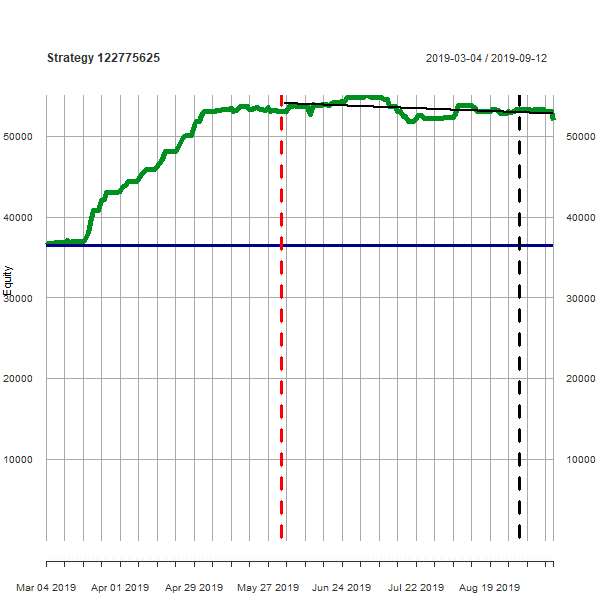 Strategy 122775625
2019-03-04 / 2019-09-12
50000
50000
40000
40000
Equity
30000
30000
20000
20000
10000
10000
Mar 04 2019
Apr 01 2019
Apr 29 2019
May 27 2019
Jun 24 2019
Jul 22 2019
Aug 19 2019